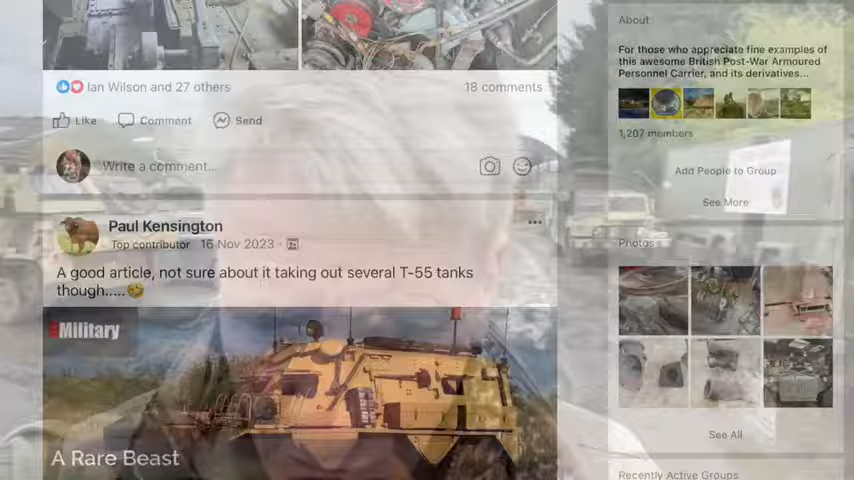 Ian Wilson and 27 others
18 comments
Like
Comment
Send
Write a comment...
Paul Kensington
Top contributor 16 Nov 2023 ·
A good article, not sure about it taking out several T-55 tanks
though.....
Military
A Rare Beast
About
For those who appreciate fine examples of
this awesome British Post-War Armoured
Personnel Carrier, and its derivatives...
1,207 members
Add People to Group
See More
Photos
See All
Recently Active Groups